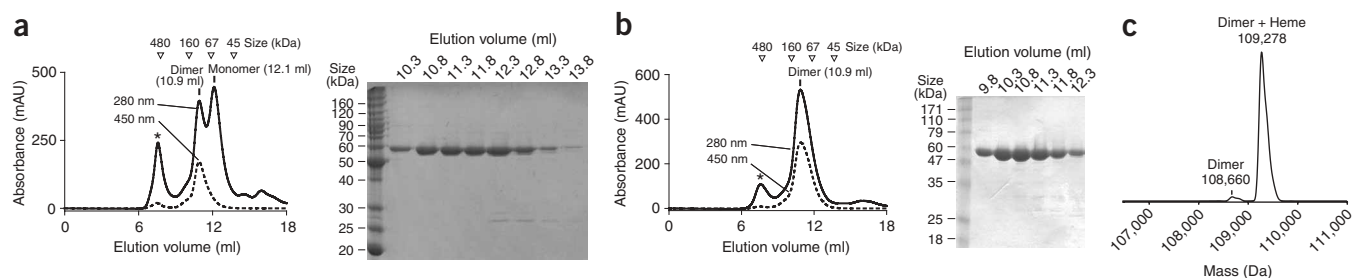 a
480 160 67 45 Size (kDa)
Dimer Monomer (12.1 ml)
(10.9 ml)
280 nm
450 nm
*
500
250
0
Absorbance (mAU)
0 6 12 18
Elution volume (ml)
Elution volume (ml)
Size
(kDa)
10.3 10.8 11.3 11.8 12.3 12.8 13.3 13.8
160
120
90
70
60
50
40
30
25
20
b
480 160 67 45 Size (kDa)
Dimer (10.9 ml)
280 nm
450 nm
*
600
400
200
0
Absorbance (mAU)
0 6 12 18
Elution volume (ml)
Elution volume (ml)
Size
(kDa)
9.8 10.3 10.8 11.3 11.8 12.3
171
110
79
60
47
35
25
18
c
Dimer + Heme
109,278
Dimer
108,660
107,000 108,000 109,000 110,000 111,000
Mass (Da)